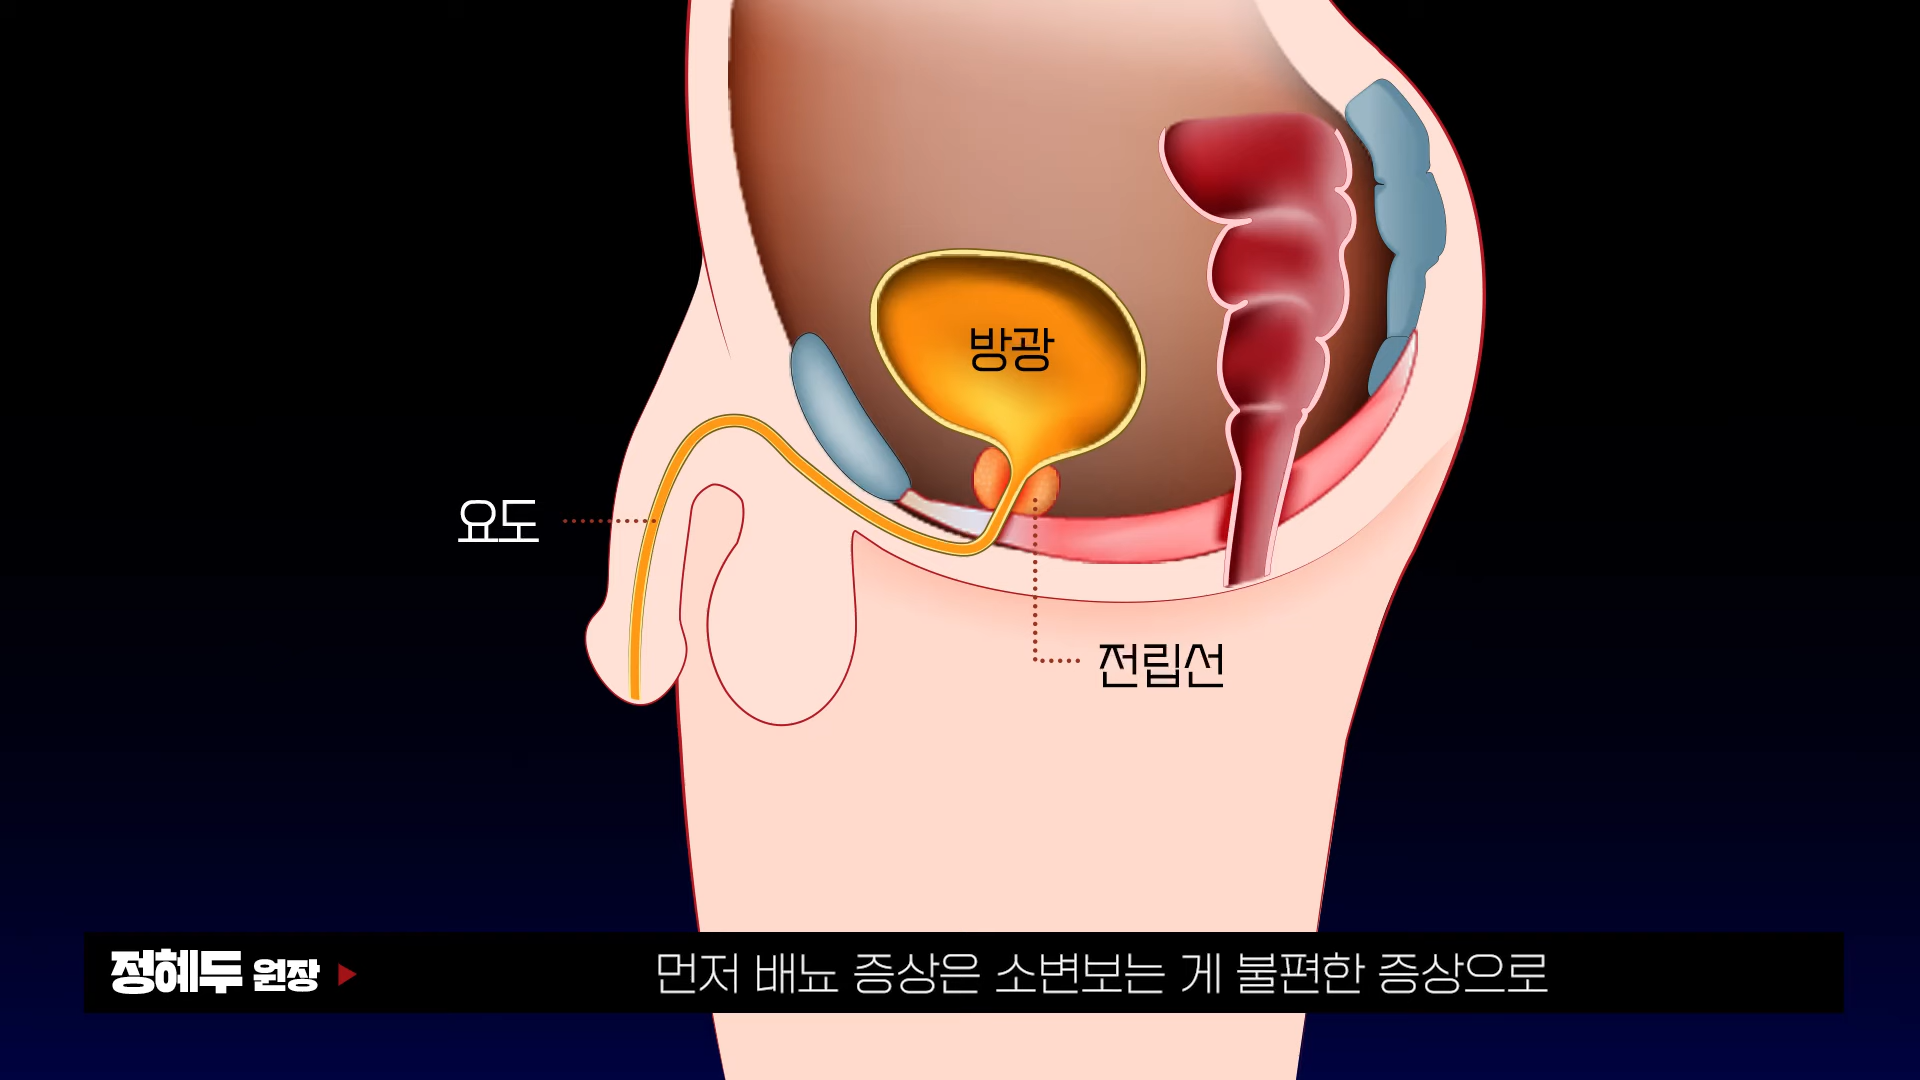 방광
요도
전립선
정혜두 원장 먼저 배뇨 증상은 소변보는 게 불편한 증상으로